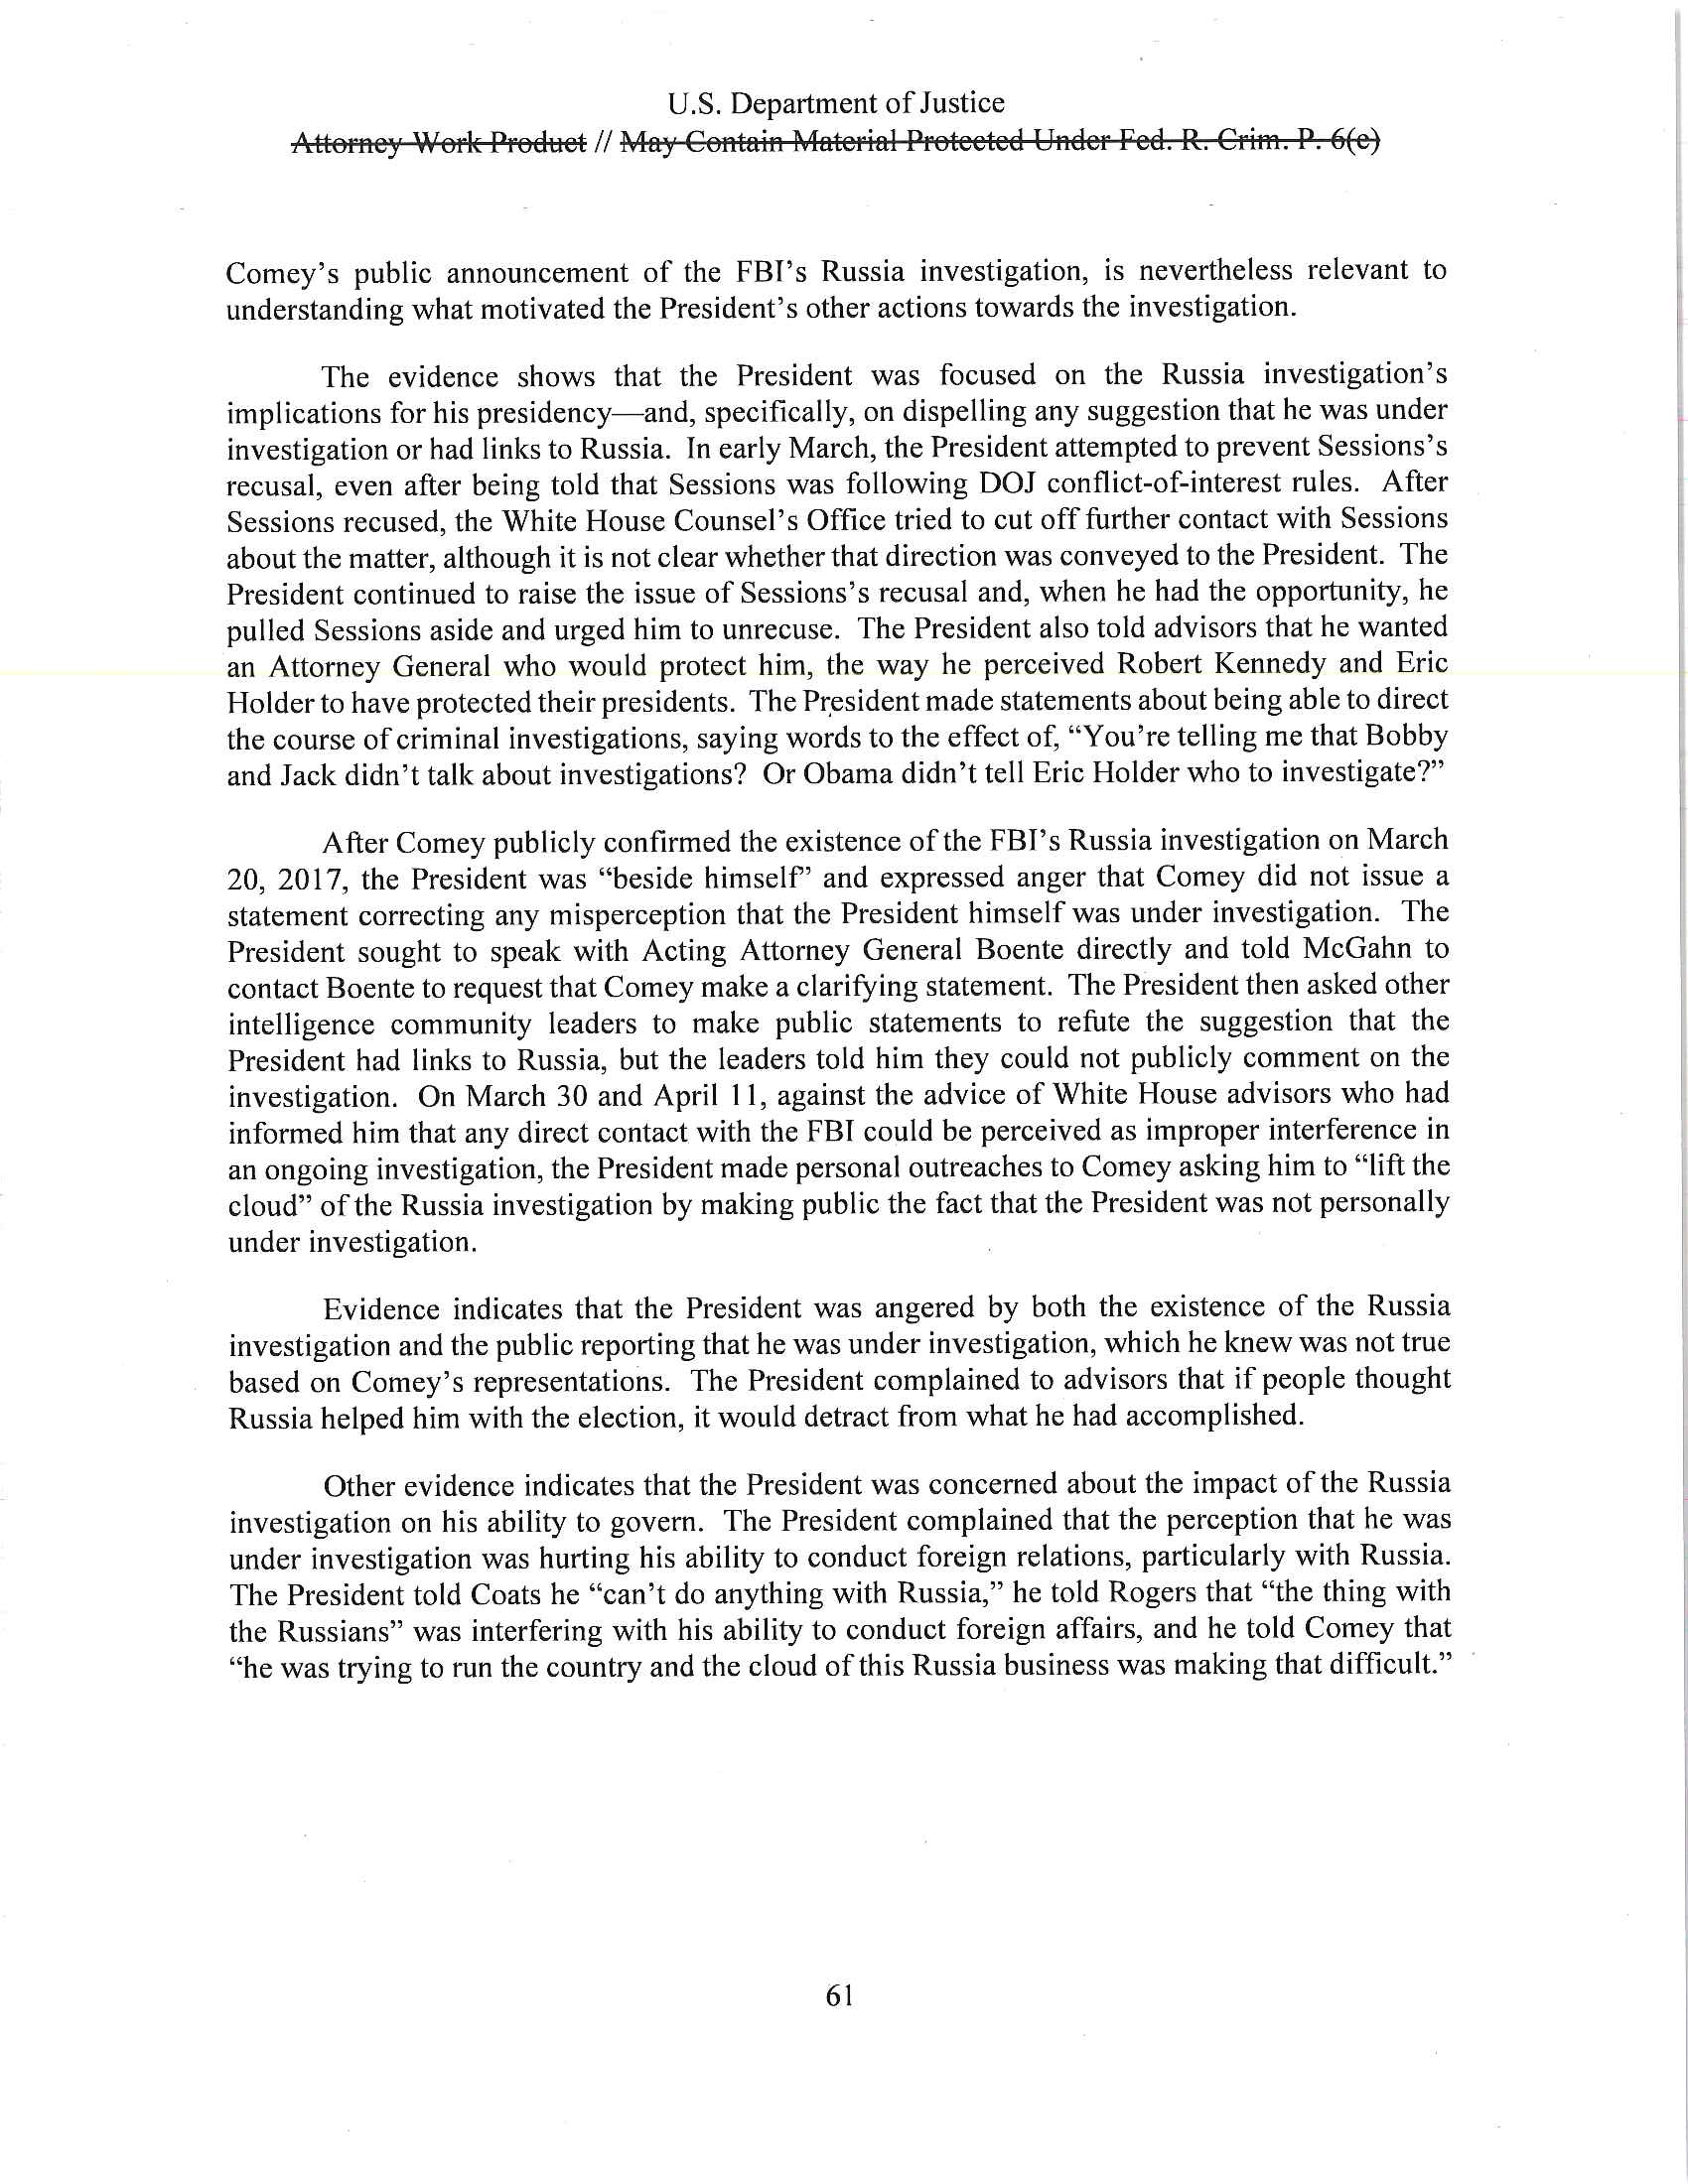 U.S. Department of Justice
Attorney Work Product // May Contain Material Protected Under Fed. R. Crim. P. 6(e)
Comey's public announcement of the FBI's Russia investigation, is nevertheless relevant to
understanding what motivated the President's other actions towards the investigation.
The evidence shows that the President was focused on the Russia investigation's
implications for his presidency—and, specifically, on dispelling any suggestion that he was under
investigation or had links to Russia. In early March, the President attempted to prevent Sessions's
recusal, even after being told that Sessions was following DOJ conflict-of-interest rules. After
Sessions recused, the White House Counsel's Office tried to cut off further contact with Sessions
about the matter, although it is not clear whether that direction was conveyed to the President. The
President continued to raise the issue of Sessions's recusal and, when he had the opportunity, he
pulled Sessions aside and urged him to unrecuse. The President also told advisors that he wanted
an Attorney General who would protect him, the way he perceived Robert Kennedy and Eric
Holder to have protected their presidents. The President made statements about being able to direct
the course of criminal investigations, saying words to the effect of, “You're telling me that Bobby
and Jack didn't talk about investigations? Or Obama didn't tell Eric Holder who to investigate?”
After Comey publicly confirmed the existence of the FBI's Russia investigation on March
20, 2017, the President was “beside himself” and expressed anger that Comey did not issue a
statement correcting any misperception that the President himself was under investigation. The
President sought to speak with Acting Attorney General Boente directly and told McGahn to
contact Boente to request that Comey make a clarifying statement. The President then asked other
intelligence community leaders to make public statements to refute the suggestion that the
President had links to Russia, but the leaders told him they could not publicly comment on the
investigation. On March 30 and April 11, against the advice of White House advisors who had
informed him that any direct contact with the FBI could be perceived as improper interference in
an ongoing investigation, the President made personal outreaches to Comey asking him to “lift the
cloud” of the Russia investigation by making public the fact that the President was not personally
under investigation.
Evidence indicates that the President was angered by both the existence of the Russia
investigation and the public reporting that he was under investigation, which he knew was not true
based on Comey's representations. The President complained to advisors that if people thought
Russia helped him with the election, it would detract from what he had accomplished.
Other evidence indicates that the President was concerned about the impact of the Russia
investigation on his ability to govern. The President complained that the perception that he was
under investigation was hurting his ability to conduct foreign relations, particularly with Russia.
The President told Coats he “can't do anything with Russia,” he told Rogers that “the thing with
the Russians” was interfering with his ability to conduct foreign affairs, and he told Comey that
“he was trying to run the country and the cloud of this Russia business was making that difficult.”
61